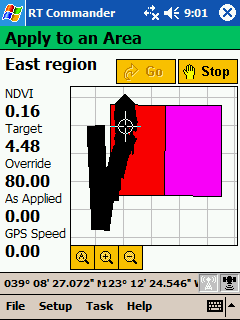 RT Commander 9:01
Apply to an Area
East region
Go Stop
NDVI
0.16
Target
4.48
Override
80.00
As Applied
0.00
GPS Speed
0.00
A
039° 08' 27.072" N 123° 12' 24.546" W
File Setup Task Help